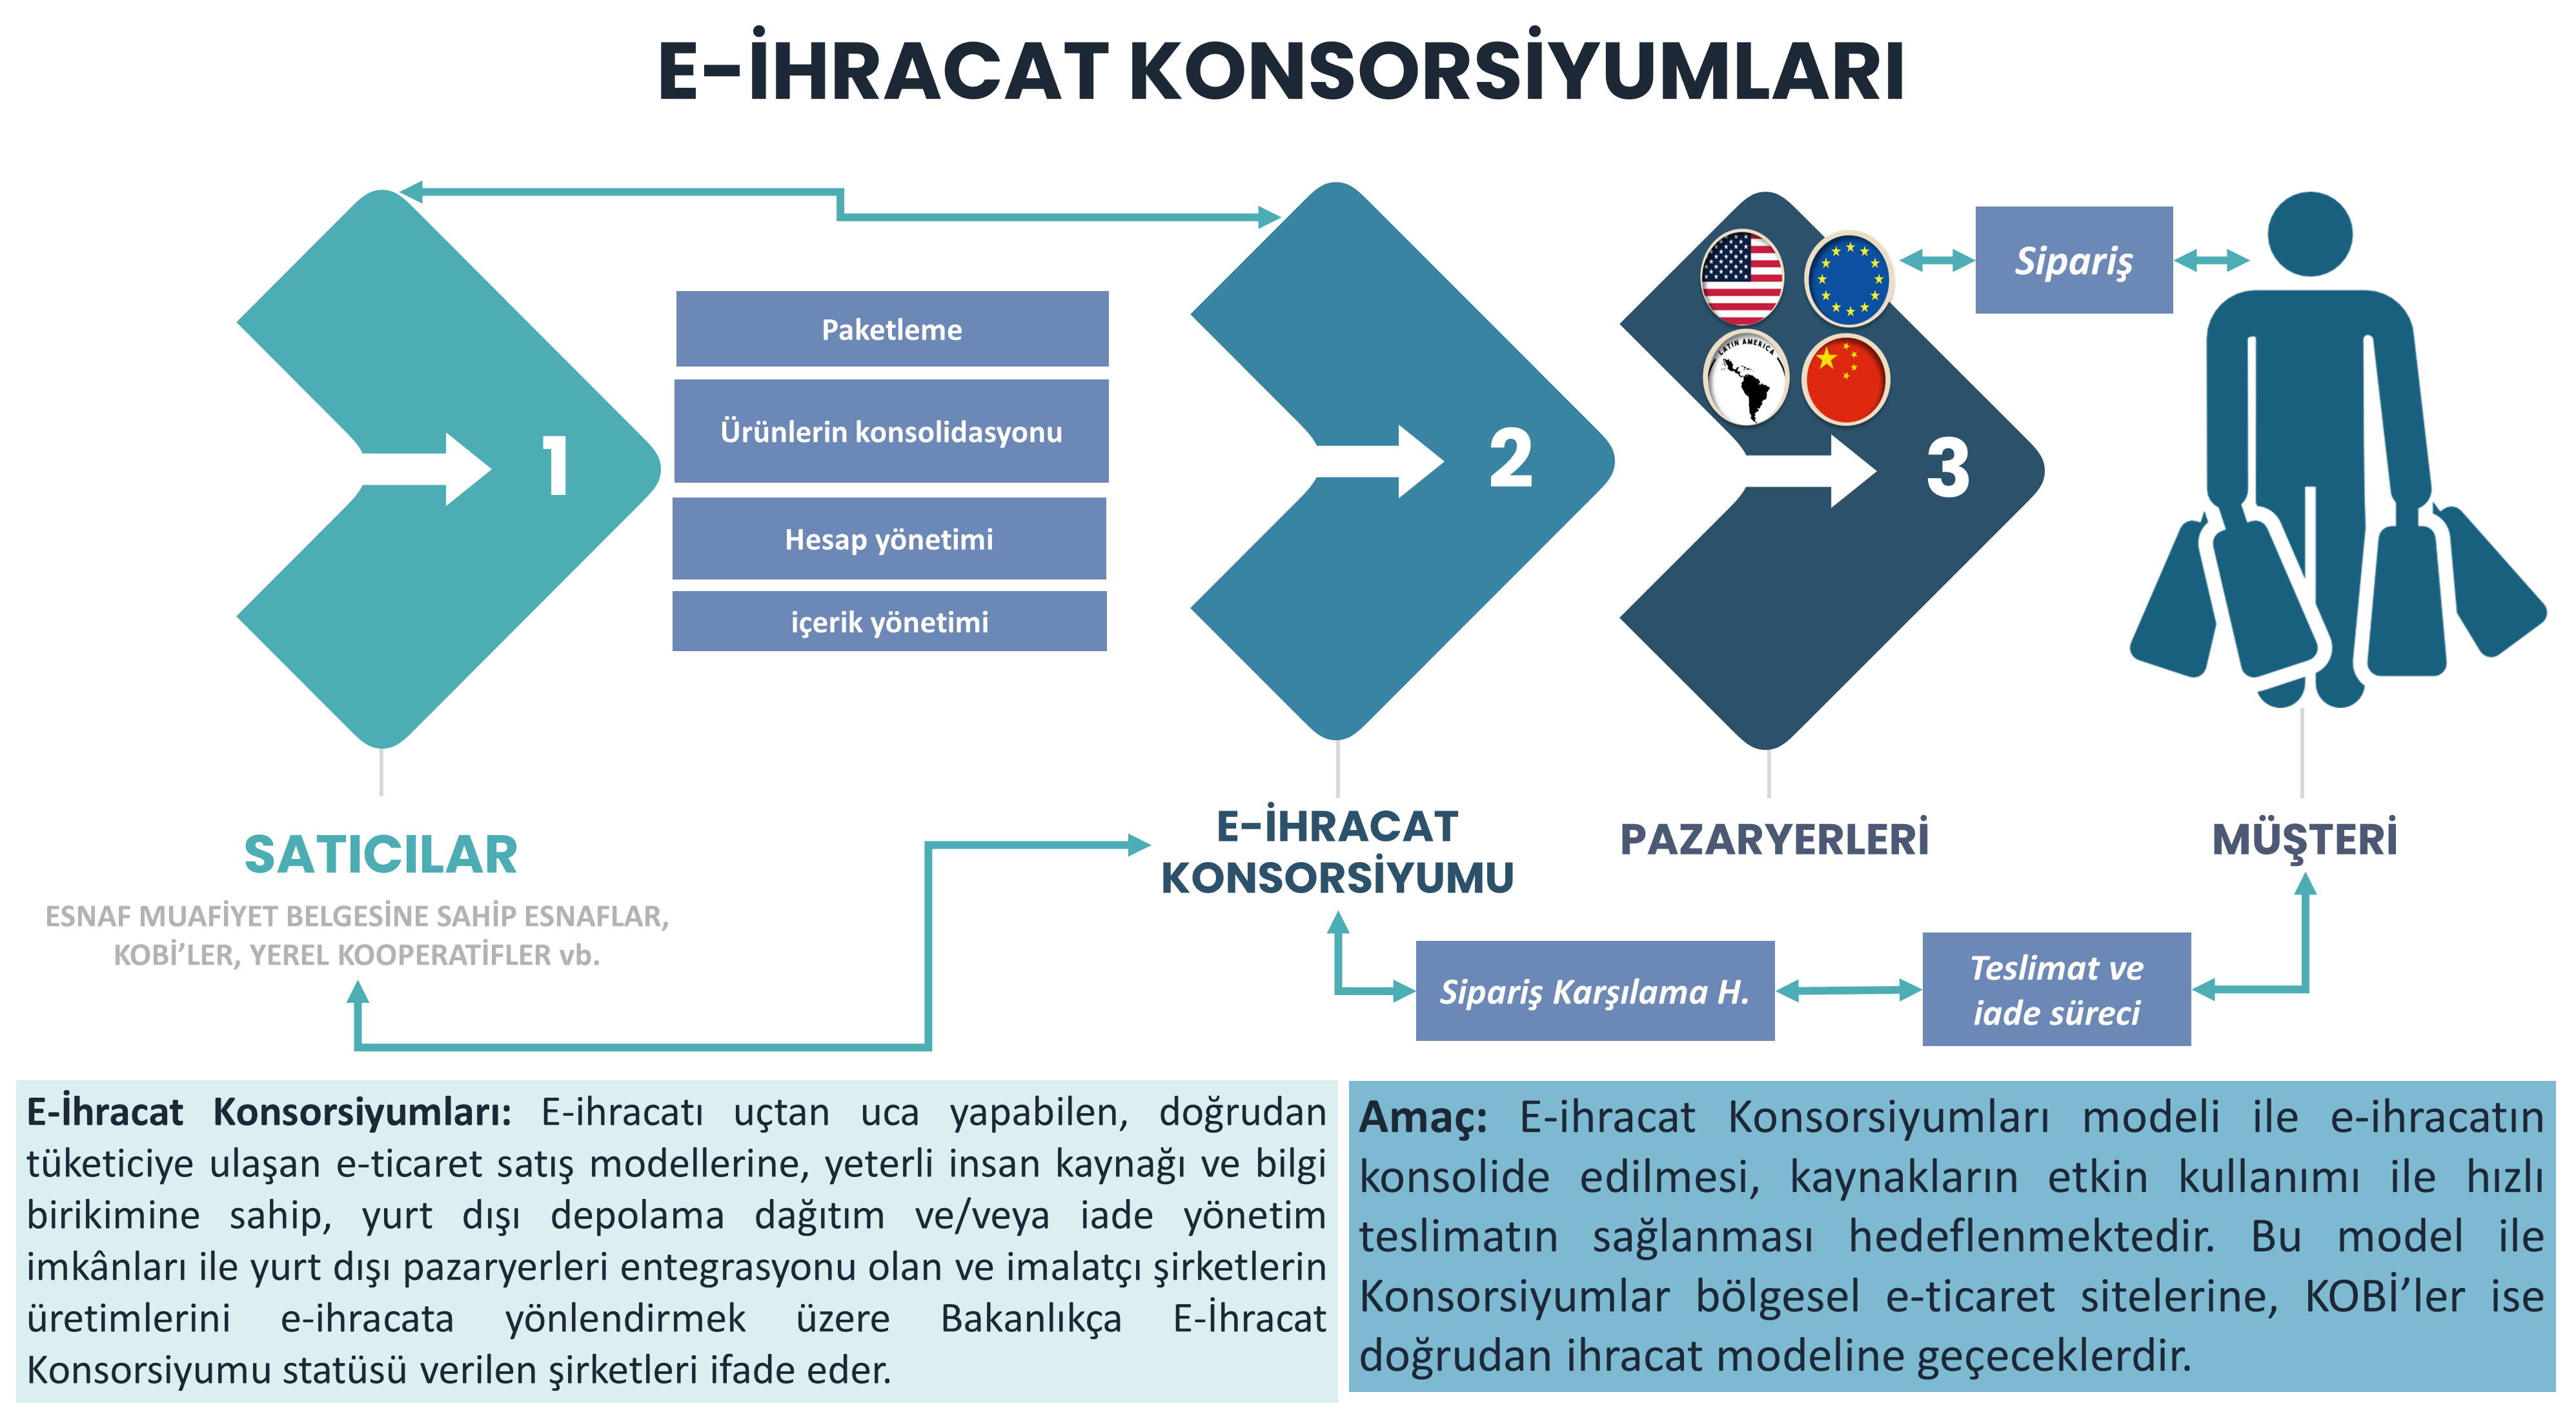 E-İHRACAT KONSORSİYUMLARI
1
Paketleme
Ürünlerin konsolidasyonu
Hesap yönetimi
içerik yönetimi
2
LATIN AMERICA
3
Sipariş
SATICILAR
ESNAF MUAFİYET BELGESİNE SAHİP ESNAFLAR,
KOBİ'LER, YEREL KOOPERATİFLER vb.
E-İHRACAT
KONSORSİYUMU
PAZARYERLERİ
MÜŞTERİ
Sipariş Karşılama H.
Teslimat ve
iade süreci
E-İhracat Konsorsiyumları: E-ihracatı uçtan uca yapabilen, doğrudan
tüketiciye ulaşan e-ticaret satış modellerine, yeterli insan kaynağı ve bilgi
birikimine sahip, yurt dışı depolama dağıtım ve/veya iade yönetim
imkânları ile yurt dışı pazaryerleri entegrasyonu olan ve imalatçı şirketlerin
üretimlerini e-ihracata yönlendirmek üzere Bakanlıkça E-İhracat
Konsorsiyumu statüsü verilen şirketleri ifade eder.
Amaç: E-ihracat Konsorsiyumları modeli ile e-ihracatın
konsolide edilmesi, kaynakların etkin kullanımı ile hızlı
teslimatın sağlanması hedeflenmektedir. Bu model ile
Konsorsiyumlar bölgesel e-ticaret sitelerine, KOBİ'ler ise
doğrudan ihracat modeline geçeceklerdir.